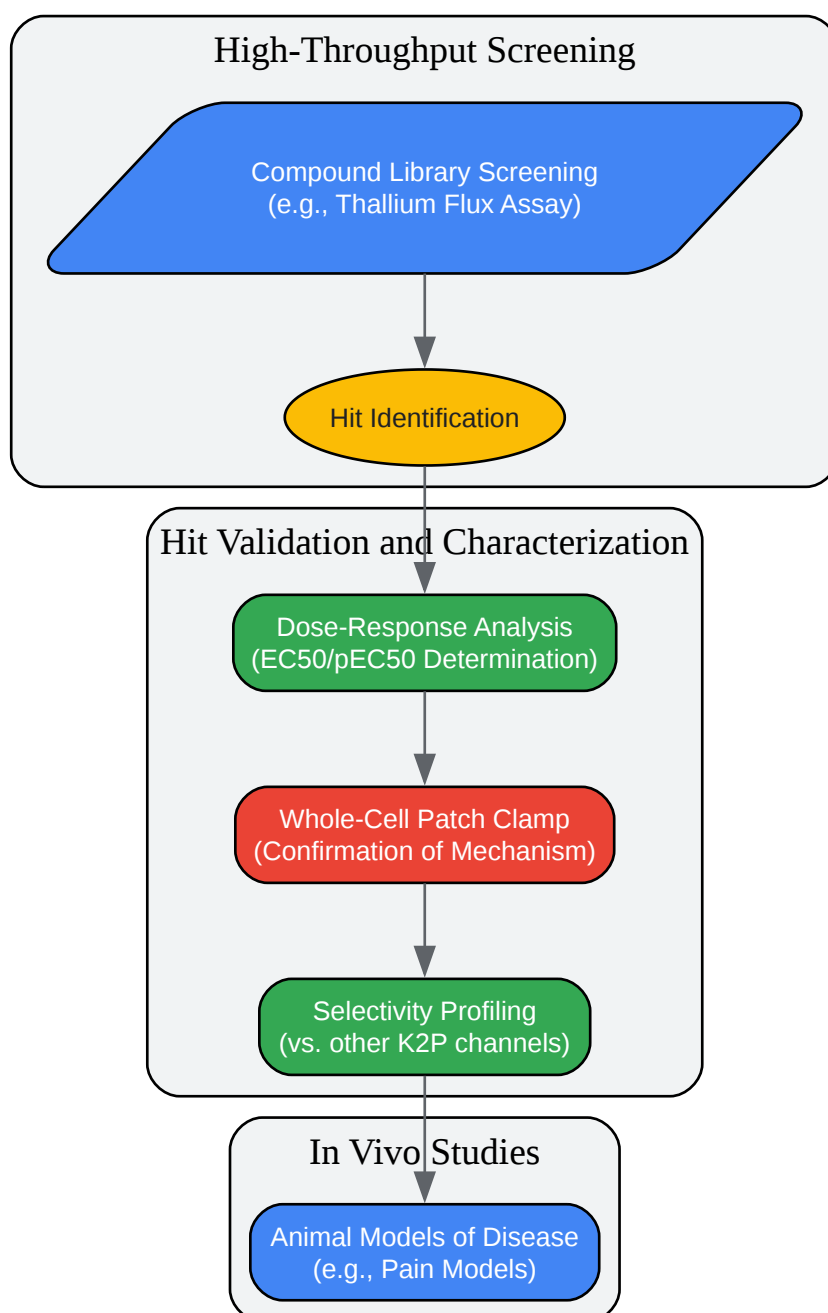 High-Throughput Screening
Compound Library Screening
(e.g., Thallium Flux Assay)
Hit Identification
Hit Validation and Characterization
Dose-Response Analysis
(EC50/pEC50 Determination)
Whole-Cell Patch Clamp
(Confirmation of Mechanism)
Selectivity Profiling
(vs. other K2P channels)
In Vivo Studies
Animal Models of Disease
(e.g., Pain Models)